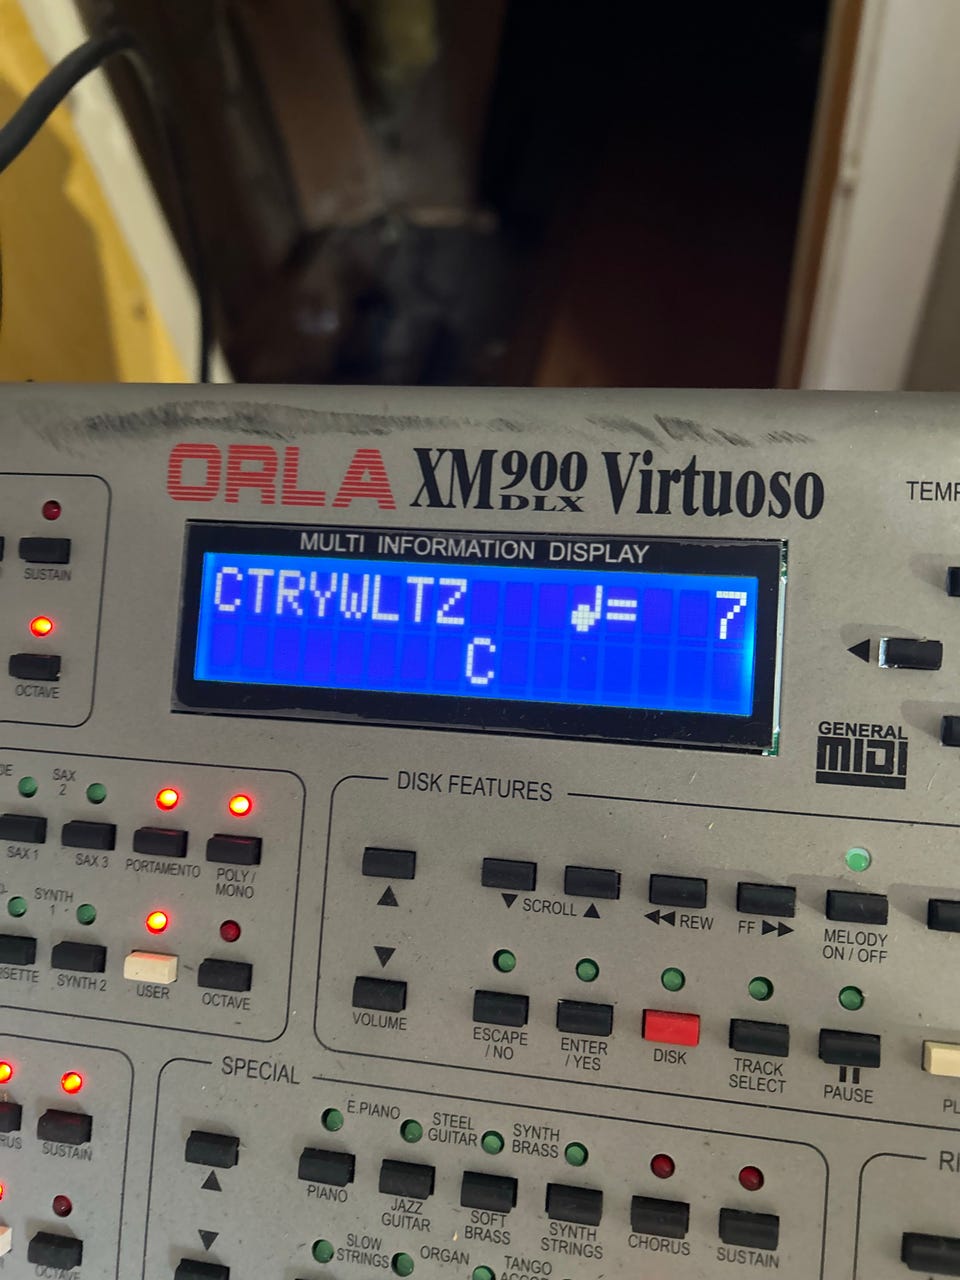 ORLA XM900 DLX Virtuoso
MULTI INFORMATION DISPLAY
CTRYWLTZ ♩= 7
C
SUSTAIN
OCTAVE
GENERAL
MIDI
SAX 2
SAX 1
SAX 3
PORTAMENTO
POLY / MONO
SYNTH 1
SYNTH 2
USER
OCTAVE
DISK FEATURES
▲
▼
VOLUME
▼ SCROLL ▲
◀◀ REW
FF ▶▶
MELODY
ON / OFF
ESCAPE
/ NO
ENTER
/ YES
DISK
TRACK
SELECT
PAUSE
SUSTAIN
SPECIAL
▲
▼
E.PIANO
STEEL
GUITAR
SYNTH
BRASS
PIANO
JAZZ
GUITAR
SOFT
BRASS
SYNTH
STRINGS
CHORUS
SUSTAIN
SLOW
STRINGS
ORGAN
TANGO
OCTAVE